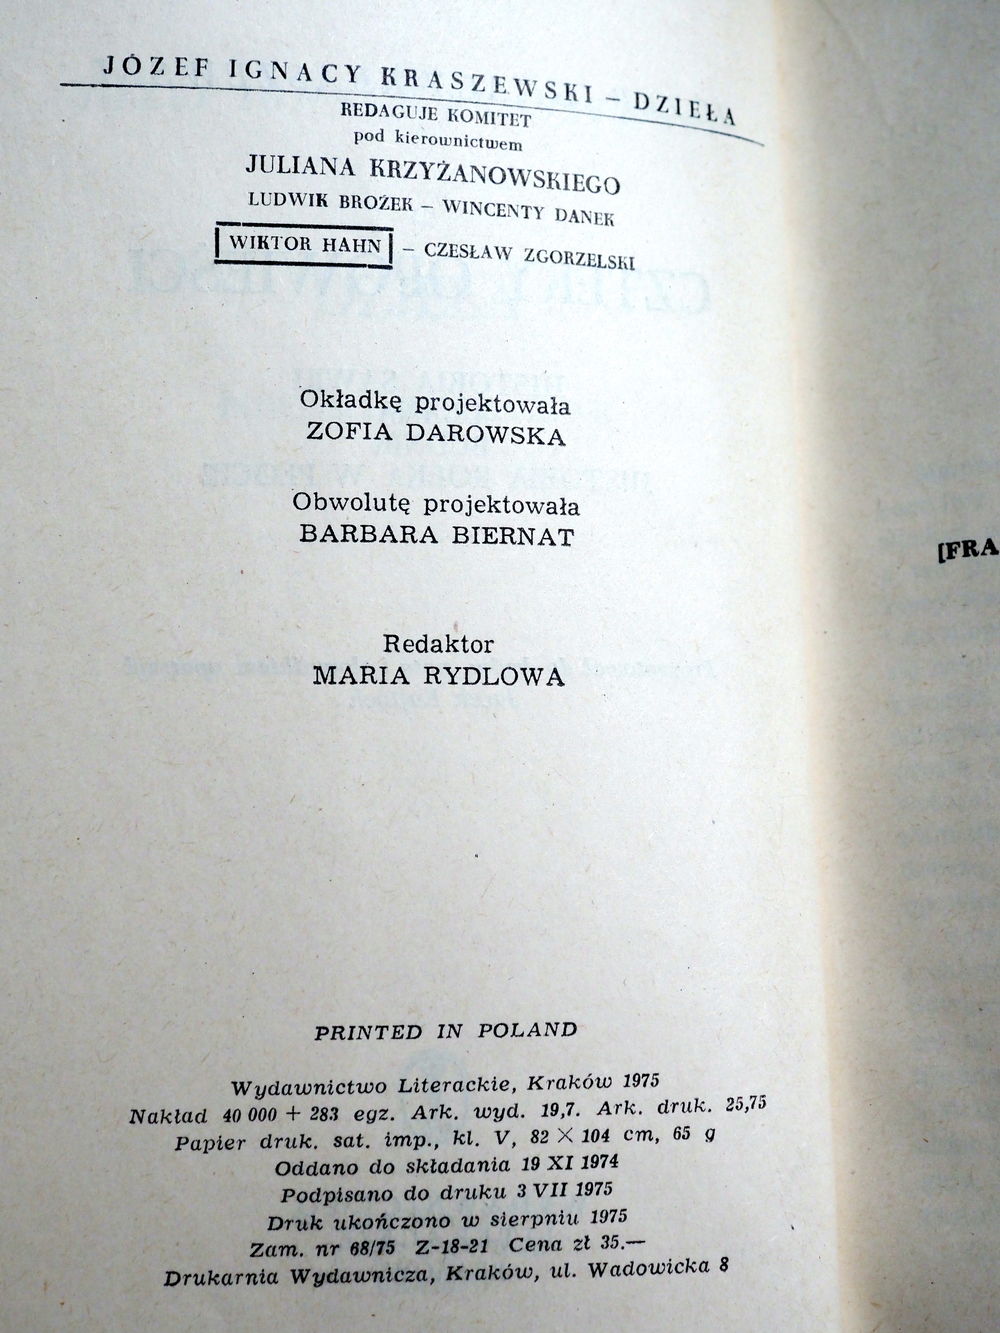 JÓZEF IGNACY KRASZEWSKI – DZIEŁA
REDAGUJE KOMITET
pod kierownictwem
JULIANA KRZYŻANOWSKIEGO
LUDWIK BROŻEK – WINCENTY DANEK
WIKTOR HAHN – CZESŁAW ZGORZELSKI
Okładkę projektowała
ZOFIA DAROWSKA
Obwolutę projektowała
BARBARA BIERNAT
[FRA
Redaktor
MARIA RYDLOWA
PRINTED IN POLAND
Wydawnictwo Literackie, Kraków 1975
Nakład 40 000 + 283 egz. Ark. wyd. 19,7. Ark. druk. 25,75
Papier druk. sat. imp., kl. V, 82 × 104 cm, 65 g
Oddano do składania 19 XI 1974
Podpisano do druku 3 VII 1975
Druk ukończono w sierpniu 1975
Zam. nr 68/75 Z-18-21 Cena zł 35.—
Drukarnia Wydawnicza, Kraków, ul. Wadowicka 8